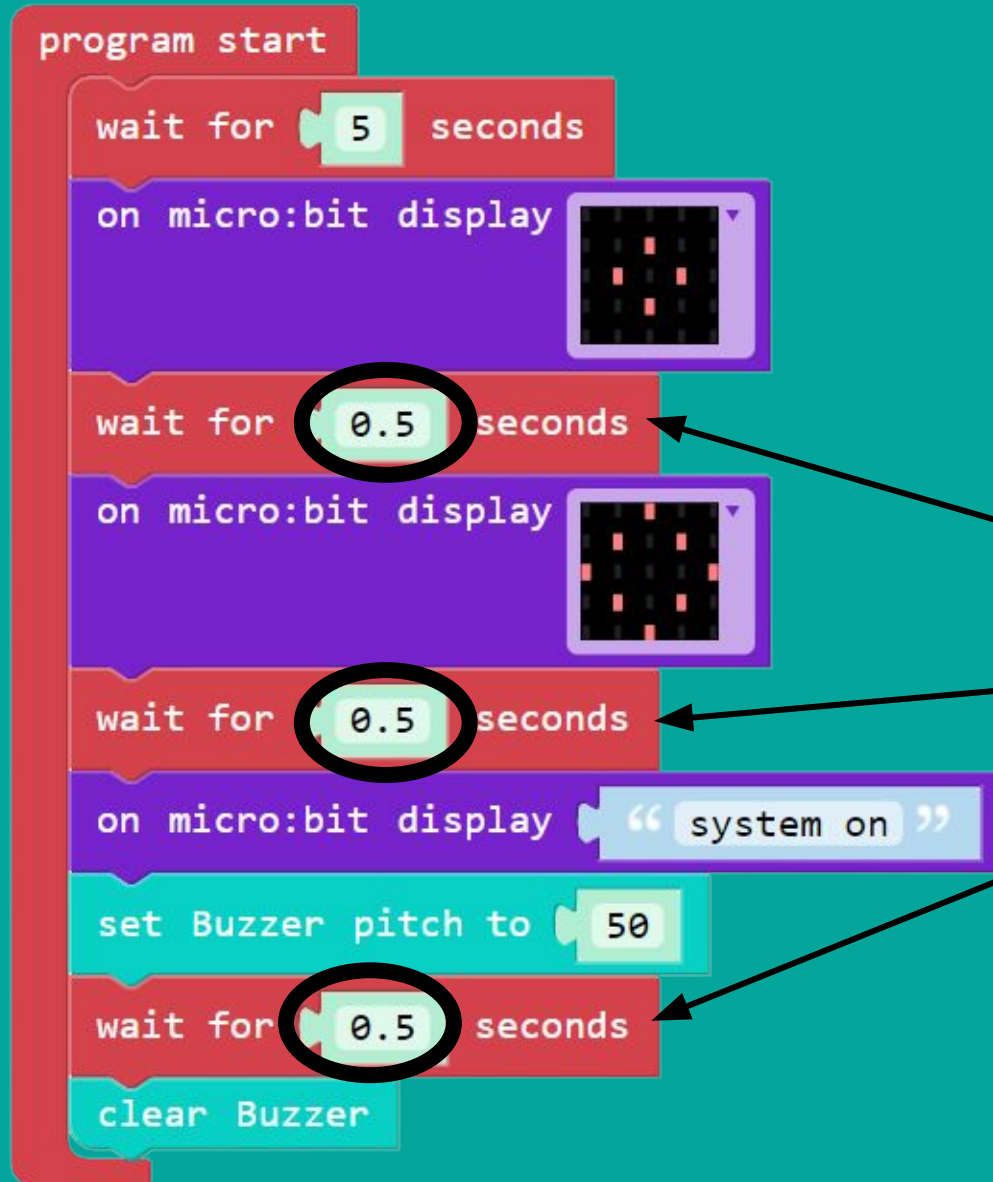 program start
wait for 5 seconds
on micro:bit display
wait for 0.5 seconds
on micro:bit display
wait for 0.5 seconds
on micro:bit display “ system on ”
set Buzzer pitch to 50
wait for 0.5 seconds
clear Buzzer